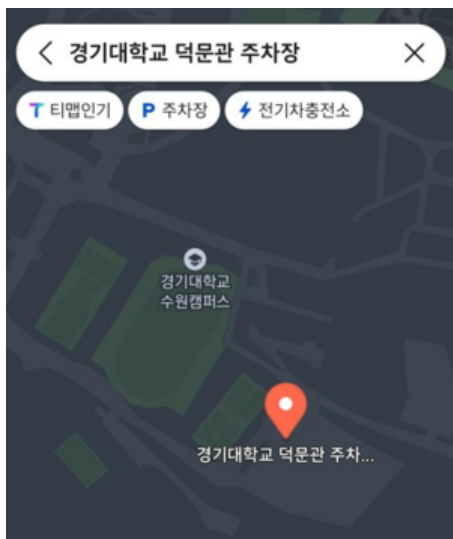 경기대학교 덕문관 주차장
티맵인기 P 주차장 전기차충전소
경기대학교
수원캠퍼스
경기대학교 덕문관 주차...